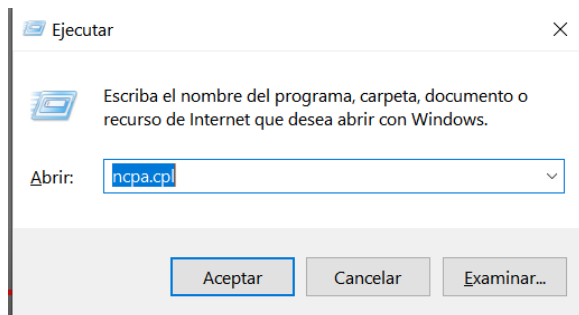 Ejecutar
Escriba el nombre del programa, carpeta, documento o
recurso de Internet que desea abrir con Windows.
Abrir: ncpa.cpl
Aceptar Cancelar Examinar...